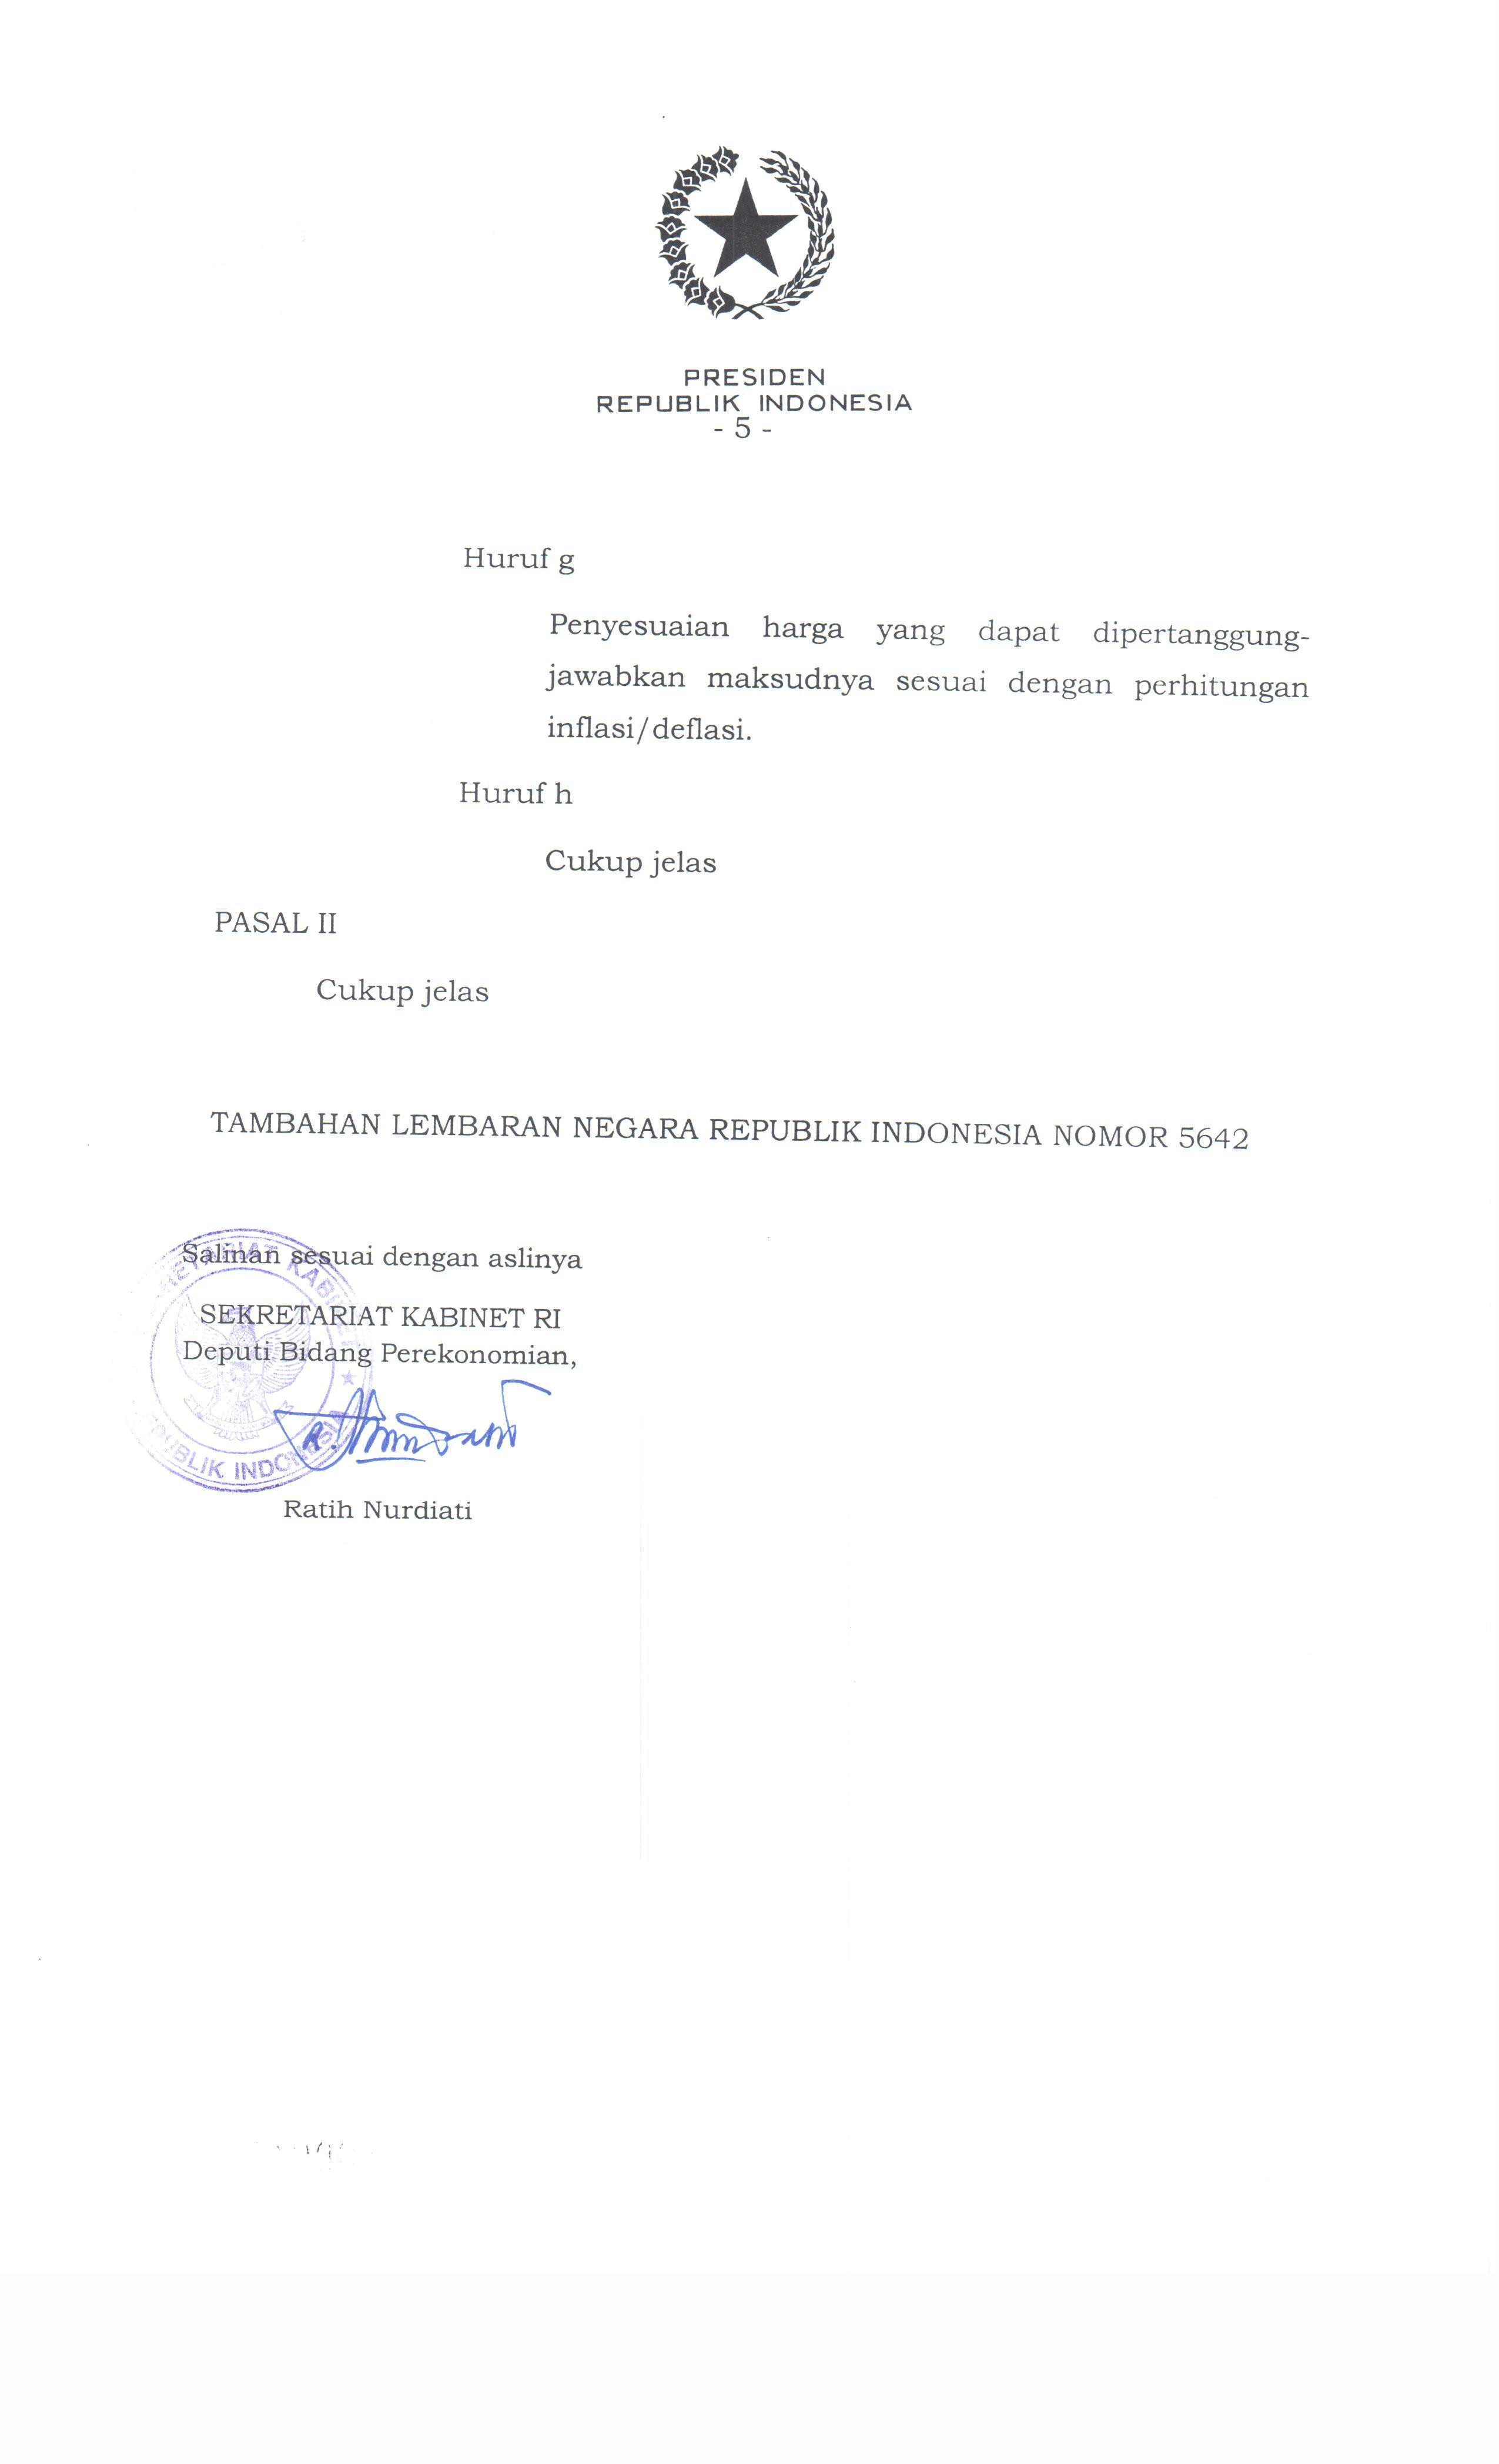 PRESIDEN
REPUBLIK INDONESIA
- 5 -
Huruf g
Penyesuaian harga yang dapat dipertanggung-
jawabkan maksudnya sesuai dengan perhitungan
inflasi/deflasi.
Huruf h
Cukup jelas
PASAL II
Cukup jelas
TAMBAHAN LEMBARAN NEGARA REPUBLIK INDONESIA NOMOR 5642
Salinan sesuai dengan aslinya
SEKRETARIAT KABINET RI
Deputi Bidang Perekonomian,
Ratih Nurdiati